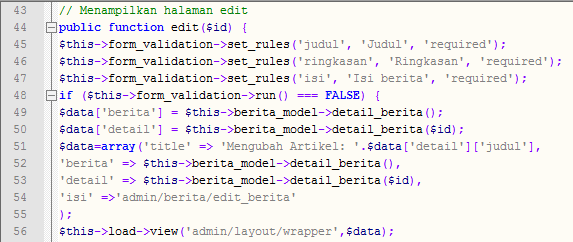 43 // Menampilkan halaman edit
44 public function edit($id) {
45 $this->form_validation->set_rules('judul', 'Judul', 'required');
46 $this->form_validation->set_rules('ringkasan', 'Ringkasan', 'required');
47 $this->form_validation->set_rules('isi', 'Isi berita', 'required');
48 if ($this->form_validation->run() === FALSE) {
49 $data['berita'] = $this->berita_model->detail_berita();
50 $data['detail'] = $this->berita_model->detail_berita($id);
51 $data=array('title' => 'Mengubah Artikel: '.$data['detail']['judul'],
52 'berita' => $this->berita_model->detail_berita(),
53 'detail' => $this->berita_model->detail_berita($id),
54 'isi' =>'admin/berita/edit_berita'
55 );
56 $this->load->view('admin/layout/wrapper',$data);